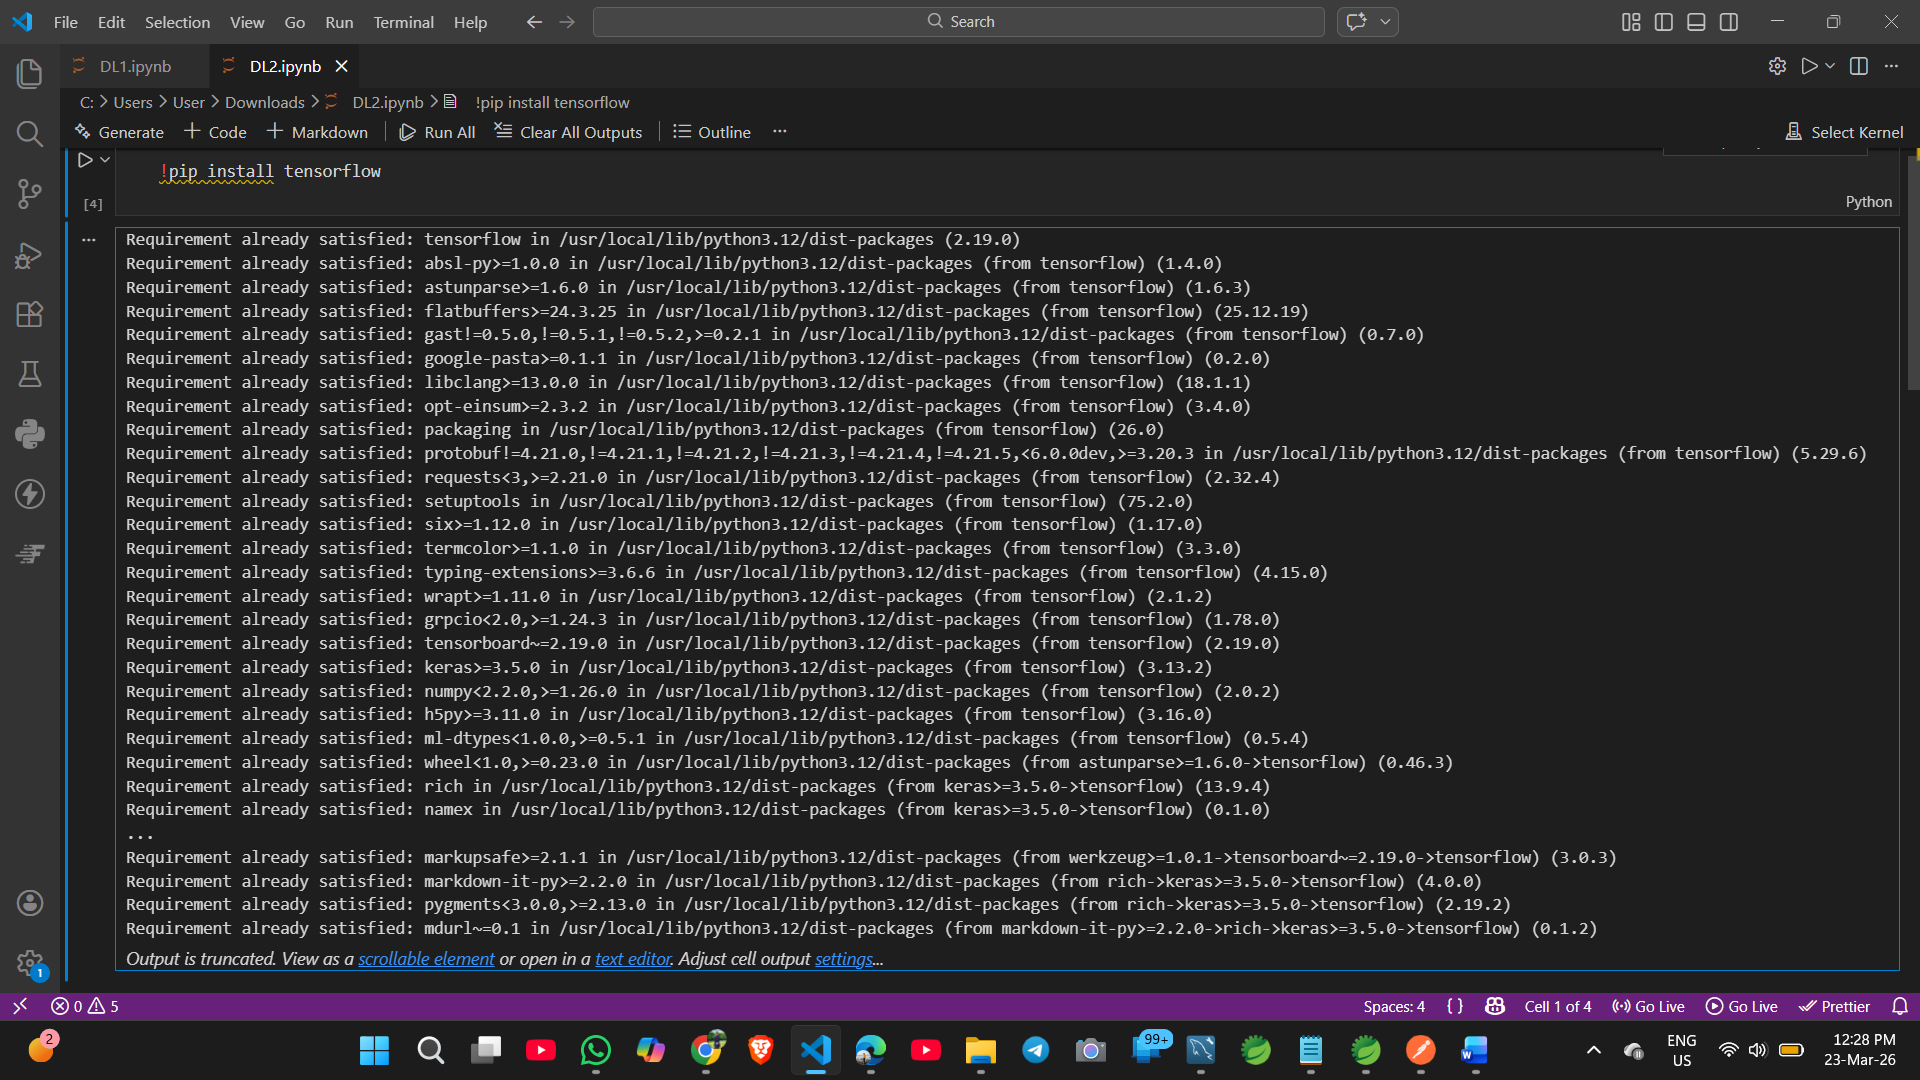 File Edit Selection View Go Run Terminal Help
Search
DL1.ipynb
DL2.ipynb
C: > Users > User > Downloads > DL2.ipynb > !pip install tensorflow
Generate + Code + Markdown Run All Clear All Outputs Outline ...
Select Kernel
!pip install tensorflow
[4]
Python
Requirement already satisfied: tensorflow in /usr/local/lib/python3.12/dist-packages (2.19.0)
Requirement already satisfied: absl-py>=1.0.0 in /usr/local/lib/python3.12/dist-packages (from tensorflow) (1.4.0)
Requirement already satisfied: astunparse>=1.6.0 in /usr/local/lib/python3.12/dist-packages (from tensorflow) (1.6.3)
Requirement already satisfied: flatbuffers>=24.3.25 in /usr/local/lib/python3.12/dist-packages (from tensorflow) (25.12.19)
Requirement already satisfied: gast!=0.5.0,!=0.5.1,!=0.5.2,>=0.2.1 in /usr/local/lib/python3.12/dist-packages (from tensorflow) (0.7.0)
Requirement already satisfied: google-pasta>=0.1.1 in /usr/local/lib/python3.12/dist-packages (from tensorflow) (0.2.0)
Requirement already satisfied: libclang>=13.0.0 in /usr/local/lib/python3.12/dist-packages (from tensorflow) (18.1.1)
Requirement already satisfied: opt-einsum>=2.3.2 in /usr/local/lib/python3.12/dist-packages (from tensorflow) (3.4.0)
Requirement already satisfied: packaging in /usr/local/lib/python3.12/dist-packages (from tensorflow) (26.0)
Requirement already satisfied: protobuf!=4.21.0,!=4.21.1,!=4.21.2,!=4.21.3,!=4.21.4,!=4.21.5,<6.0.0dev,>=3.20.3 in /usr/local/lib/python3.12/dist-packages (from tensorflow) (5.29.6)
Requirement already satisfied: requests<3,>=2.21.0 in /usr/local/lib/python3.12/dist-packages (from tensorflow) (2.32.4)
Requirement already satisfied: setuptools in /usr/local/lib/python3.12/dist-packages (from tensorflow) (75.2.0)
Requirement already satisfied: six>=1.12.0 in /usr/local/lib/python3.12/dist-packages (from tensorflow) (1.17.0)
Requirement already satisfied: termcolor>=1.1.0 in /usr/local/lib/python3.12/dist-packages (from tensorflow) (3.3.0)
Requirement already satisfied: typing-extensions>=3.6.6 in /usr/local/lib/python3.12/dist-packages (from tensorflow) (4.15.0)
Requirement already satisfied: wrapt>=1.11.0 in /usr/local/lib/python3.12/dist-packages (from tensorflow) (2.1.2)
Requirement already satisfied: grpcio<2.0,>=1.24.3 in /usr/local/lib/python3.12/dist-packages (from tensorflow) (1.78.0)
Requirement already satisfied: tensorboard~=2.19.0 in /usr/local/lib/python3.12/dist-packages (from tensorflow) (2.19.0)
Requirement already satisfied: keras>=3.5.0 in /usr/local/lib/python3.12/dist-packages (from tensorflow) (3.13.2)
Requirement already satisfied: numpy<2.2.0,>=1.26.0 in /usr/local/lib/python3.12/dist-packages (from tensorflow) (2.0.2)
Requirement already satisfied: h5py>=3.11.0 in /usr/local/lib/python3.12/dist-packages (from tensorflow) (3.16.0)
Requirement already satisfied: ml-dtypes<1.0.0,>=0.5.1 in /usr/local/lib/python3.12/dist-packages (from tensorflow) (0.5.4)
Requirement already satisfied: wheel<1.0,>=0.23.0 in /usr/local/lib/python3.12/dist-packages (from astunparse>=1.6.0->tensorflow) (0.46.3)
Requirement already satisfied: rich in /usr/local/lib/python3.12/dist-packages (from keras>=3.5.0->tensorflow) (13.9.4)
Requirement already satisfied: namex in /usr/local/lib/python3.12/dist-packages (from keras>=3.5.0->tensorflow) (0.1.0)
...
Requirement already satisfied: markupsafe>=2.1.1 in /usr/local/lib/python3.12/dist-packages (from werkzeug>=1.0.1->tensorboard~=2.19.0->tensorflow) (3.0.3)
Requirement already satisfied: markdown-it-py>=2.2.0 in /usr/local/lib/python3.12/dist-packages (from rich->keras>=3.5.0->tensorflow) (4.0.0)
Requirement already satisfied: pygments<3.0.0,>=2.13.0 in /usr/local/lib/python3.12/dist-packages (from rich->keras>=3.5.0->tensorflow) (2.19.2)
Requirement already satisfied: mdurl~=0.1 in /usr/local/lib/python3.12/dist-packages (from markdown-it-py>=2.2.0->rich->keras>=3.5.0->tensorflow) (0.1.2)
Output is truncated. View as a scrollable element or open in a text editor. Adjust cell output settings...
1
0 5
Spaces: 4 { } Cell 1 of 4 Go Live Go Live Prettier
2
99+
ENG
US
12:28 PM
23-Mar-26